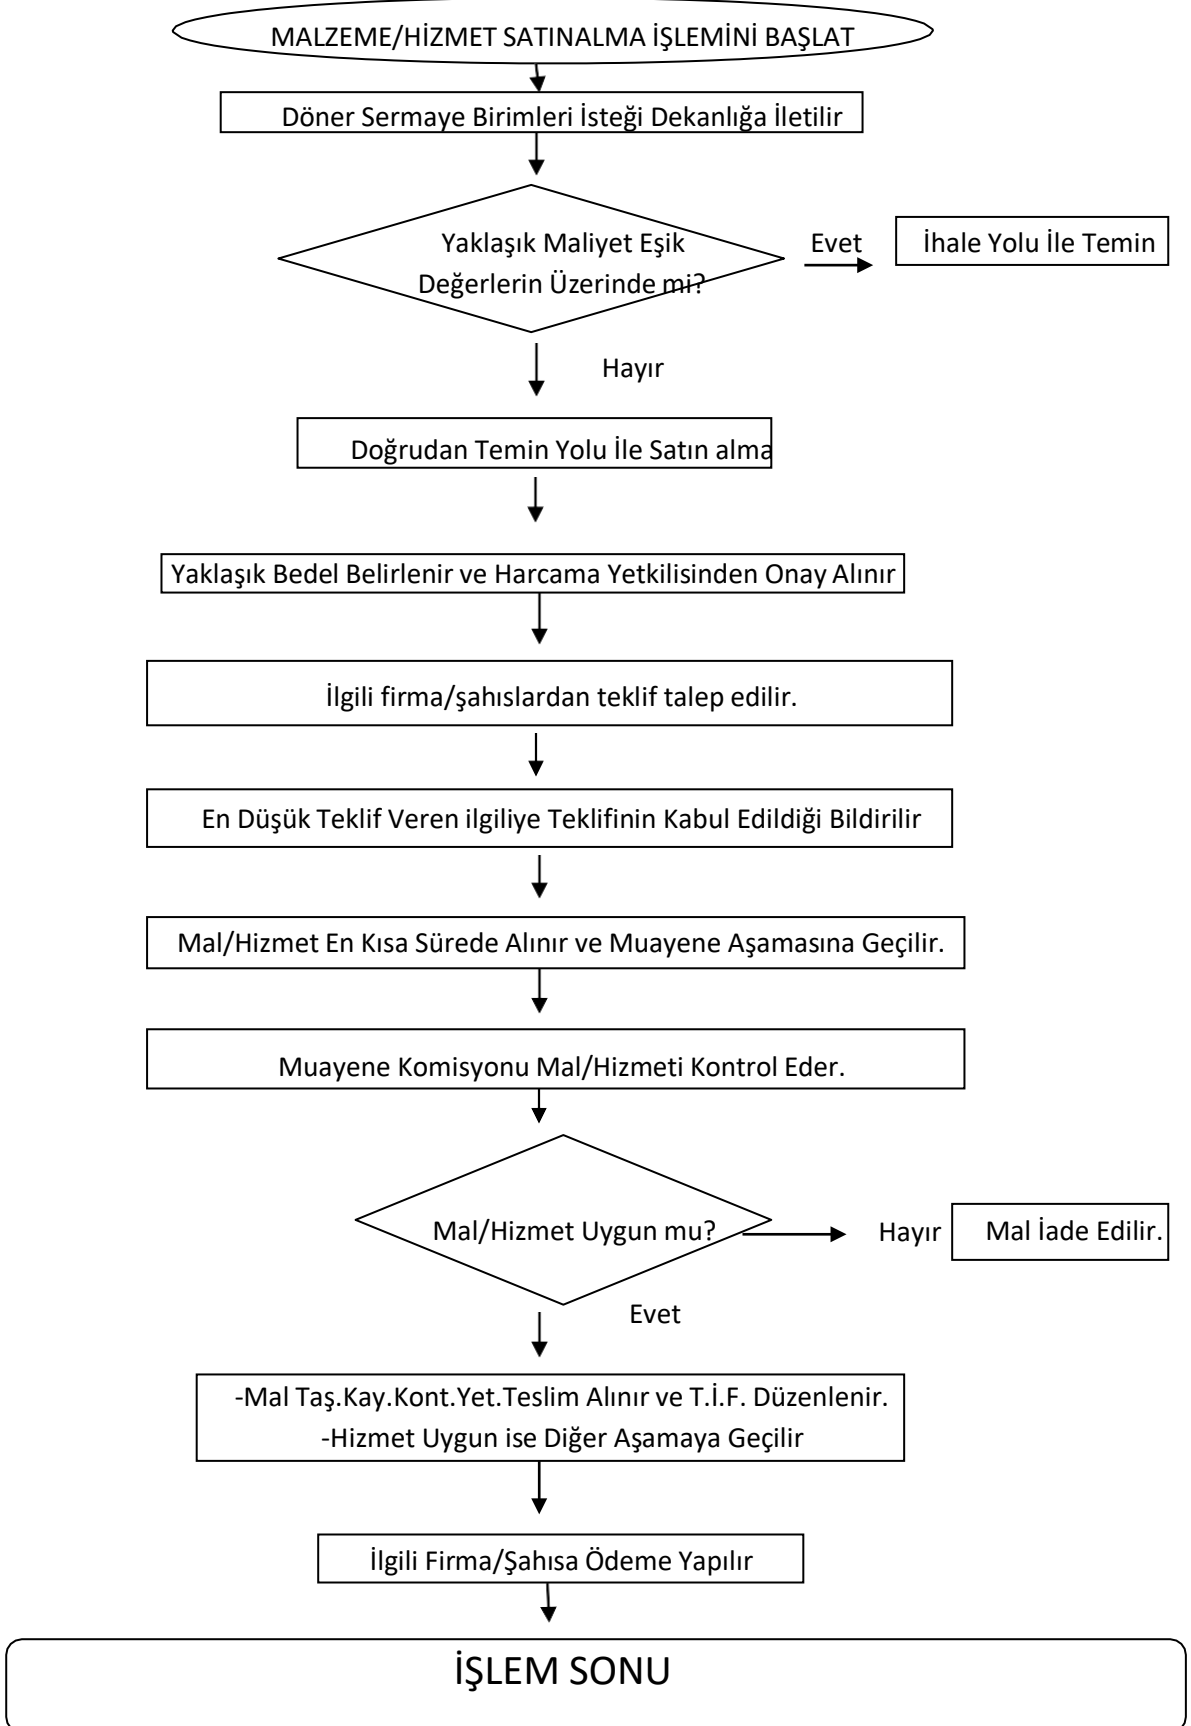 MALZEME/HİZMET SATINALMA İŞLEMİNİ BAŞLAT
Döner Sermaye Birimleri İsteği Dekanlığa İletilir
Yaklaşık Maliyet Eşik
Değerlerin Üzerinde mi?
Evet
İhale Yolu İle Temin
Hayır
Doğrudan Temin Yolu İle Satın alma
Yaklaşık Bedel Belirlenir ve Harcama Yetkilisinden Onay Alınır
İlgili firma/şahıslardan teklif talep edilir.
En Düşük Teklif Veren ilgiliye Teklifinin Kabul Edildiği Bildirilir
Mal/Hizmet En Kısa Sürede Alınır ve Muayene Aşamasına Geçilir.
Muayene Komisyonu Mal/Hizmeti Kontrol Eder.
Mal/Hizmet Uygun mu?
Hayır
Mal İade Edilir.
Evet
-Mal Taş.Kay.Kont.Yet.Teslim Alınır ve T.İ.F. Düzenlenir.
-Hizmet Uygun ise Diğer Aşamaya Geçilir
İlgili Firma/Şahısa Ödeme Yapılır
İŞLEM SONU